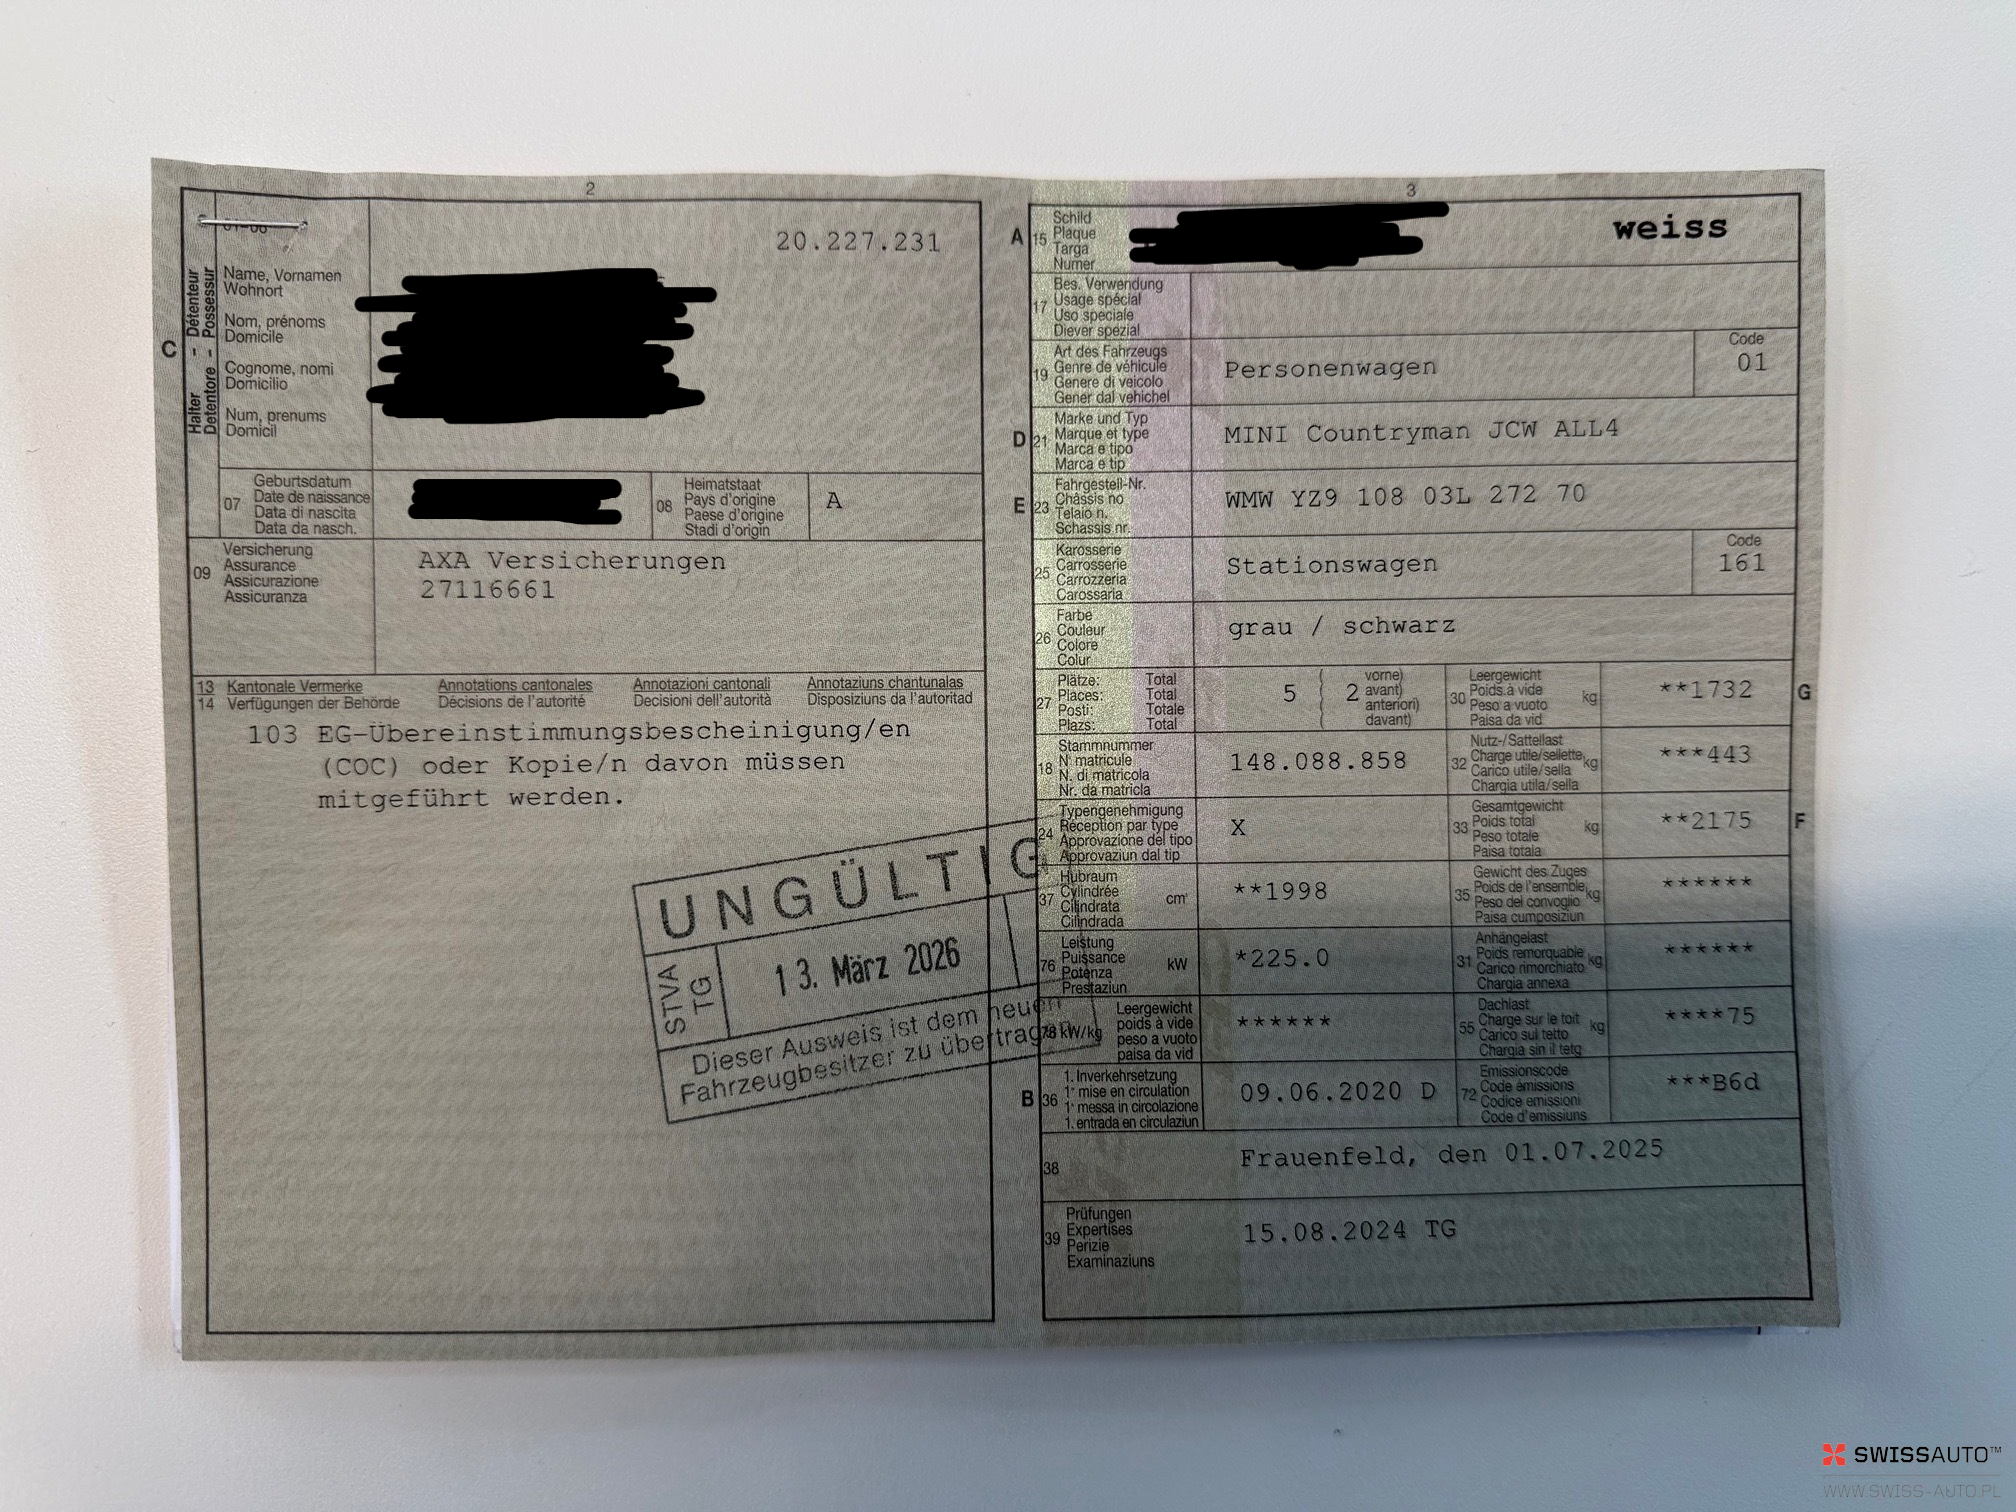 2
20.227.231
C
Halter - Détenteur
Detentore - Possessur
Name, Vornamen
Wohnort
Nom, prénoms
Domicile
Cognome, nomi
Domicilio
Num, prenums
Domicil
07
Geburtsdatum
Date de naissance
Data di nascita
Data da nasch.
08
Heimatstaat
Pays d'origine
Paese d'origine
Stadi d'origin
A
09
Versicherung
Assurance
Assicurazione
Assicuranza
AXA Versicherungen
27116661
13 Kantonale Vermerke Annotations cantonales Annotazioni cantonali Annotaziuns chantunalas
14 Verfügungen der Behörde Décisions de l'autorité Decisioni dell'autorità Disposiziuns da l'autoritad
103 EG-Übereinstimmungsbescheinigung/en
(COC) oder Kopie/n davon müssen
mitgeführt werden.
UNGÜLTIG
STVA
TG
13. März 2026
Dieser Ausweis ist dem neuen
Fahrzeugbesitzer zu übertragen
3
A
15
Schild
Plaque
Targa
Numer
weiss
17
Bes. Verwendung
Usage spécial
Uso speciale
Diever spezial
19
Art des Fahrzeugs
Genre de véhicule
Genere di veicolo
Gener dal vehichel
Personenwagen
Code
01
D
21
Marke und Typ
Marque et type
Marca e tipo
Marca e tip
MINI Countryman JCW ALL4
E
23
Fahrgestell-Nr.
Châssis no
Telaio n.
Schassis nr.
WMW YZ9 108 03L 272 70
25
Karosserie
Carrosserie
Carrozzeria
Carossaria
Stationswagen
Code
161
26
Farbe
Couleur
Colore
Colur
grau / schwarz
27
Plätze: Total
Places: Total
Posti: Totale
Plazs: Total
5 ( 2 vorne)
avant)
anteriori)
davant)
30
Leergewicht
Poids à vide
Peso a vuoto
Paisa da vid
kg
**1732
G
18
Stammnummer
N° matricule
N. di matricola
Nr. da matricla
148.088.858
32
Nutz-/Sattellast
Charge utile/sellette
Carico utile/sella
Chargia utila/sella
kg
***443
24
Typengenehmigung
Réception par type
Approvazione del tipo
Approvaziun dal tip
X
33
Gesamtgewicht
Poids total
Peso totale
Paisa totala
kg
**2175
F
37
Hubraum
Cylindrée
Cilindrata
Cilindrada
cm³
**1998
35
Gewicht des Zuges
Poids de l'ensemble
Peso del convoglio
Paisa cumposiziun
kg
******
76
Leistung
Puissance
Potenza
Prestaziun
kW
*225.0
31
Anhängelast
Poids remorquable
Carico rimorchiato
Chargia annexa
kg
******
78 kW/kg
Leergewicht
poids à vide
peso a vuoto
paisa da vid
******
55
Dachlast
Charge sur le toit
Carico sul tetto
Chargia sin il tetg
kg
****75
B
36
1. Inverkehrsetzung
1ʳᵉ mise en circulation
1ª messa in circolazione
1. entrada en circulaziun
09.06.2020 D
72
Emissionscode
Code émissions
Codice emissioni
Code d'emissiuns
***B6d
38
Frauenfeld, den 01.07.2025
39
Prüfungen
Expertises
Perizie
Examinaziuns
15.08.2024 TG
SWISSAUTO™
WWW.SWISS-AUTO.PL